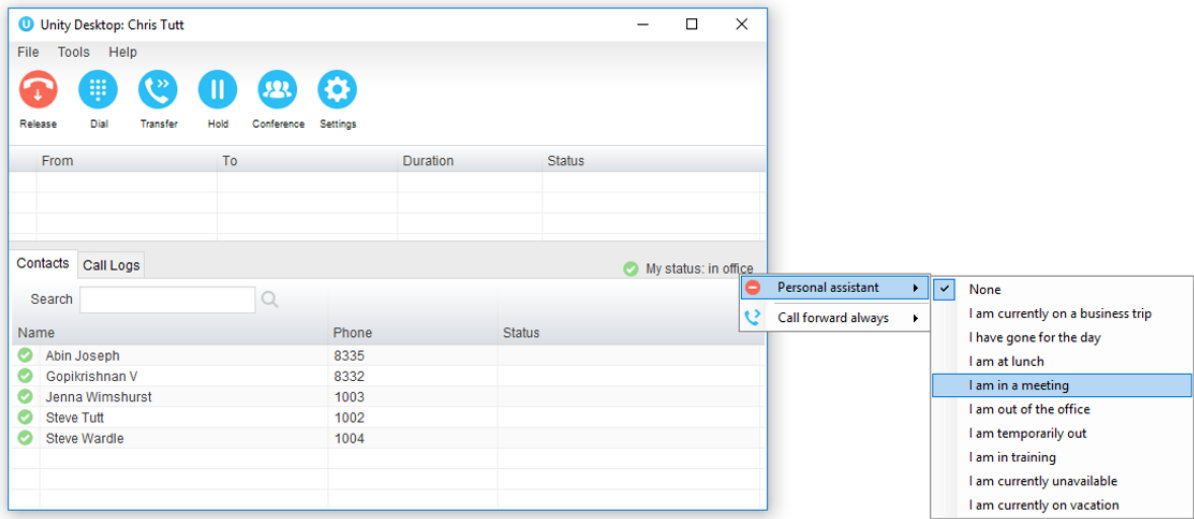 Unity Desktop: Chris Tutt
File Tools Help
Release Dial Transfer Hold Conference Settings
From To Duration Status
Contacts Call Logs
My status: in office
Search
Name Phone Status
Abin Joseph 8335
Gopikrishnan V 8332
Jenna Wimshurst 1003
Steve Tutt 1002
Steve Wardle 1004
Personal assistant
Call forward always
None
I am currently on a business trip
I have gone for the day
I am at lunch
I am in a meeting
I am out of the office
I am temporarily out
I am in training
I am currently unavailable
I am currently on vacation